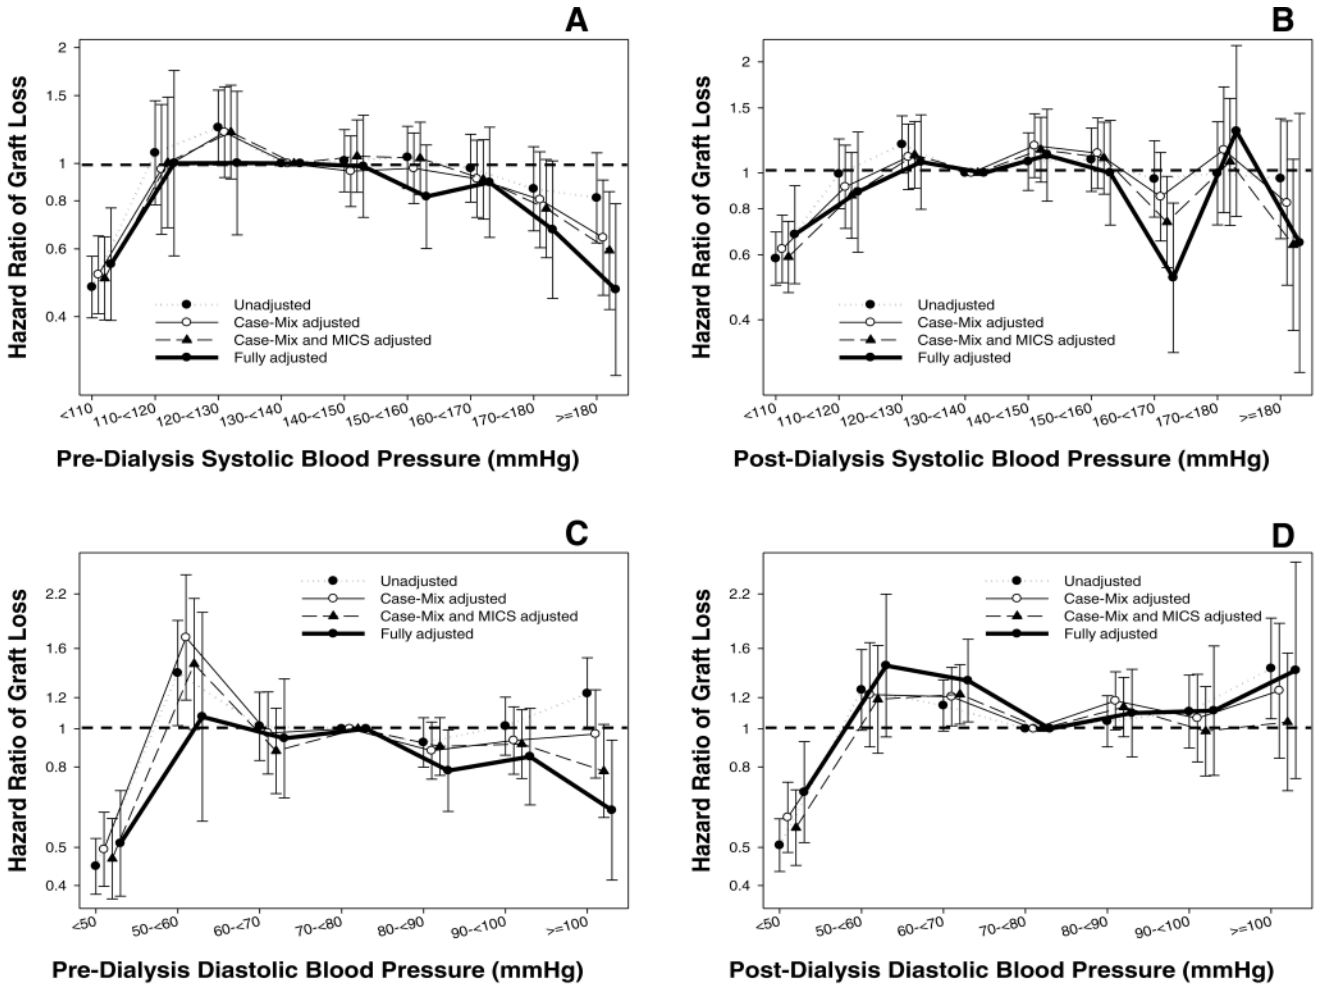 A
Hazard Ratio of Graft Loss
2
1.5
1
0.8
0.6
0.4
Unadjusted
Case-Mix adjusted
Case-Mix and MICS adjusted
Fully adjusted
<110
110-<120
120-<130
130-<140
140-<150
150-<160
160-<170
170-<180
>=180
Pre-Dialysis Systolic Blood Pressure (mmHg)
B
Hazard Ratio of Graft Loss
2
1.5
1
0.8
0.6
0.4
Unadjusted
Case-Mix adjusted
Case-Mix and MICS adjusted
Fully adjusted
<110
110-<120
120-<130
130-<140
140-<150
150-<160
160-<170
170-<180
>=180
Post-Dialysis Systolic Blood Pressure (mmHg)
C
Hazard Ratio of Graft Loss
2.2
1.6
1.2
1
0.8
0.5
0.4
Unadjusted
Case-Mix adjusted
Case-Mix and MICS adjusted
Fully adjusted
<50
50-<60
60-<70
70-<80
80-<90
90-<100
>=100
Pre-Dialysis Diastolic Blood Pressure (mmHg)
D
Hazard Ratio of Graft Loss
2.2
1.6
1.2
1
0.8
0.5
0.4
Unadjusted
Case-Mix adjusted
Case-Mix and MICS adjusted
Fully adjusted
<50
50-<60
60-<70
70-<80
80-<90
90-<100
>=100
Post-Dialysis Diastolic Blood Pressure (mmHg)